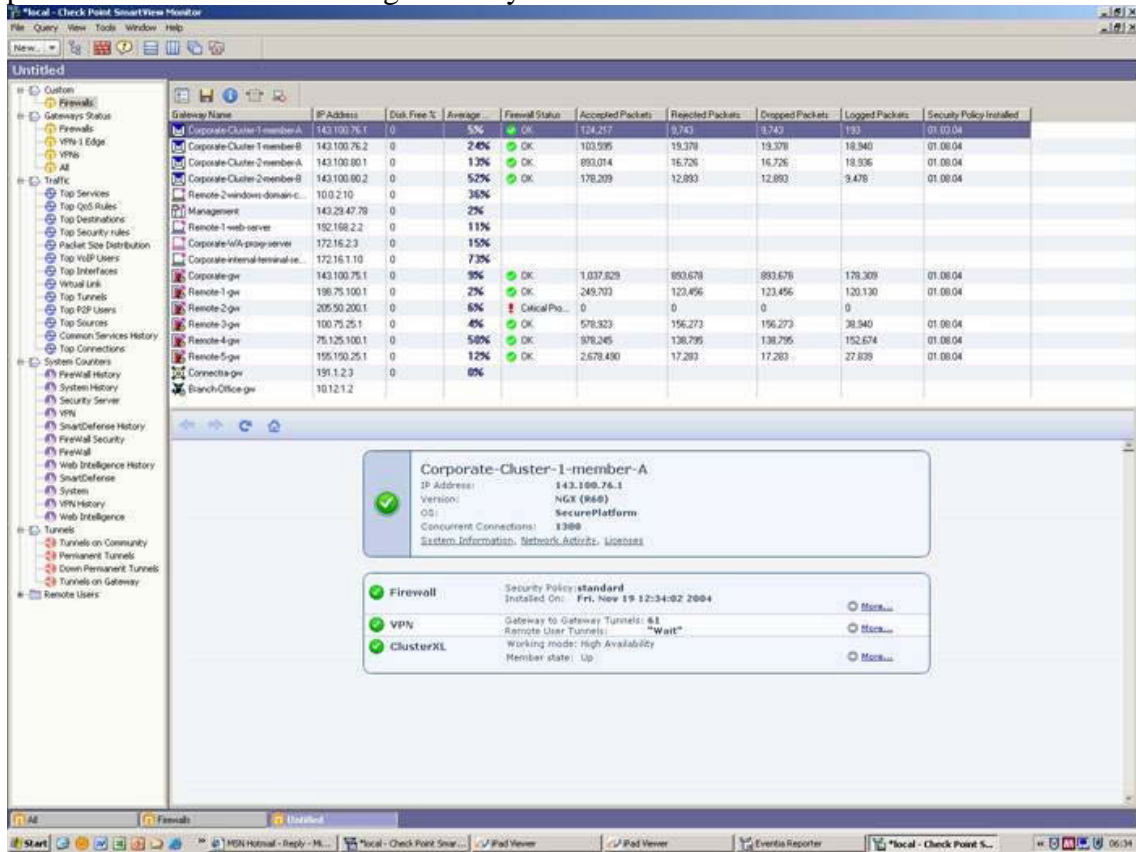 *local - Check Point SmartView Monitor
File Query View Tools Window Help
New...
Untitled
Custom
Firewalls
Gateways Status
Firewalls
VPN-1 Edge
VPNs
All
Traffic
Top Services
Top QoS Rules
Top Destinations
Top Security rules
Packet Size Distribution
Top VoIP Users
Top Interfaces
Virtual Link
Top Tunnels
Top P2P Users
Top Sources
Common Services History
Top Connections
System Counters
FireWall History
System History
Security Server
VPN
SmartDefense History
FireWall Security
FireWall
Web Intelligence History
SmartDefense
System
VPN History
Web Intelligence
Tunnels
Tunnels on Community
Permanent Tunnels
Down Permanent Tunnels
Tunnels on Gateway
Remote Users
Gateway Name IP Address Disk Free % Average ... Firewall Status Accepted Packets Rejected Packets Dropped Packets Logged Packets Security Policy Installed
Corporate-Cluster-1-member-A 143.100.76.1 0 5% OK 124,217 9,743 9,743 193 01.03.04
Corporate-Cluster-1-member-B 143.100.76.2 0 24% OK 103,595 19,378 19,378 18,940 01.08.04
Corporate-Cluster-2-member-A 143.100.80.1 0 13% OK 893,014 16,726 16,726 18,936 01.08.04
Corporate-Cluster-2-member-B 143.100.80.2 0 52% OK 178,209 12,893 12,893 9,478 01.08.04
Remote-2-windows-domain-c... 10.0.2.10 0 36%
Management 143.29.47.78 0 2%
Remote-1-web-server 192.168.2.2 0 11%
Corporate-WA-proxy-server 172.16.2.3 0 15%
Corporate-internal-terminal-se... 172.16.1.10 0 73%
Corporate-gw 143.100.75.1 0 9% OK 1,037,829 893,678 893,678 178,309 01.08.04
Remote-1-gw 198.75.100.1 0 2% OK 249,703 123,456 123,456 120,130 01.08.04
Remote-2-gw 205.50.200.1 0 6% Critical Pro... 0 0 0 0
Remote-3-gw 100.75.25.1 0 4% OK 578,923 156,273 156,273 38,940 01.08.04
Remote-4-gw 75.125.100.1 0 50% OK 978,245 138,795 138,795 152,674 01.08.04
Remote-5-gw 155.150.25.1 0 12% OK 2,678,490 17,283 17,283 27,839 01.08.04
Connectra-gw 191.1.2.3 0 0%
Branch-Office-gw 10.12.1.2
Corporate-Cluster-1-member-A
IP Address: 143.100.76.1
Version: NGX (R60)
OS: SecurePlatform
Concurrent Connections: 1300
System Information, Network Activity, Licenses
Firewall Security Policy: standard
Installed On: Fri. Nov 19 12:34:02 2004 More...
VPN Gateway to Gateway Tunnels: 61
Remote User Tunnels: "Wait" More...
ClusterXL Working mode: High Availability
Member state: Up More...
All Firewalls Untitled
Start MSN Hotmail - Reply - Mi... *local - Check Point Smar... iPad Viewer iPad Viewer Eventia Reporter *local - Check Point S... 06:34